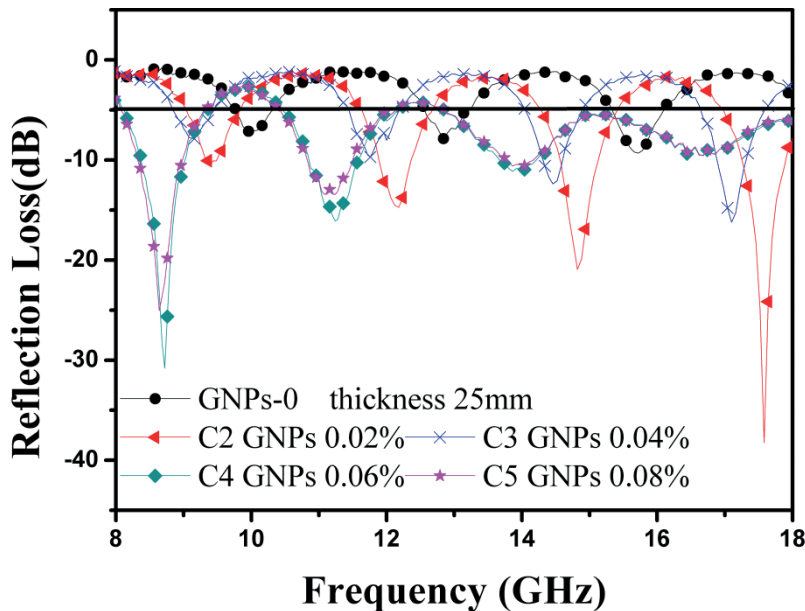 0
-10
-20
-30
-40
Reflection Loss(dB)
GNPs-0 thickness 25mm
C2 GNPs 0.02% C3 GNPs 0.04%
C4 GNPs 0.06% C5 GNPs 0.08%
8 10 12 14 16 18
Frequency (GHz)